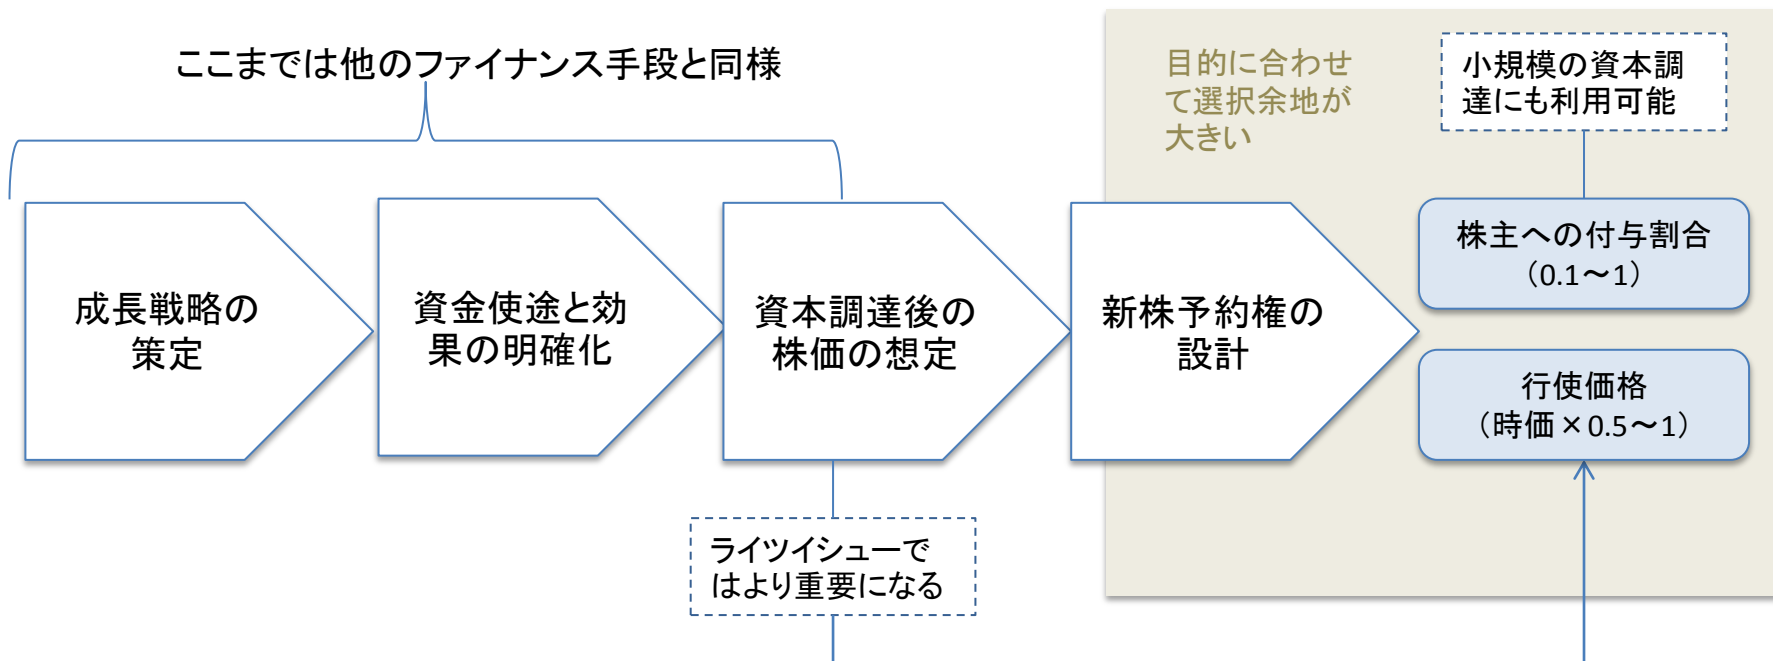 ここまでは他のファイナンス手段と同様
目的に合わせ
て選択余地が
大きい
小規模の資本調
達にも利用可能
成長戦略の
策定
資金使途と効
果の明確化
資本調達後の
株価の想定
新株予約権の
設計
株主への付与割合
（0.1～1）
行使価格
（時価×0.5～1）
ライツイシューで
はより重要になる